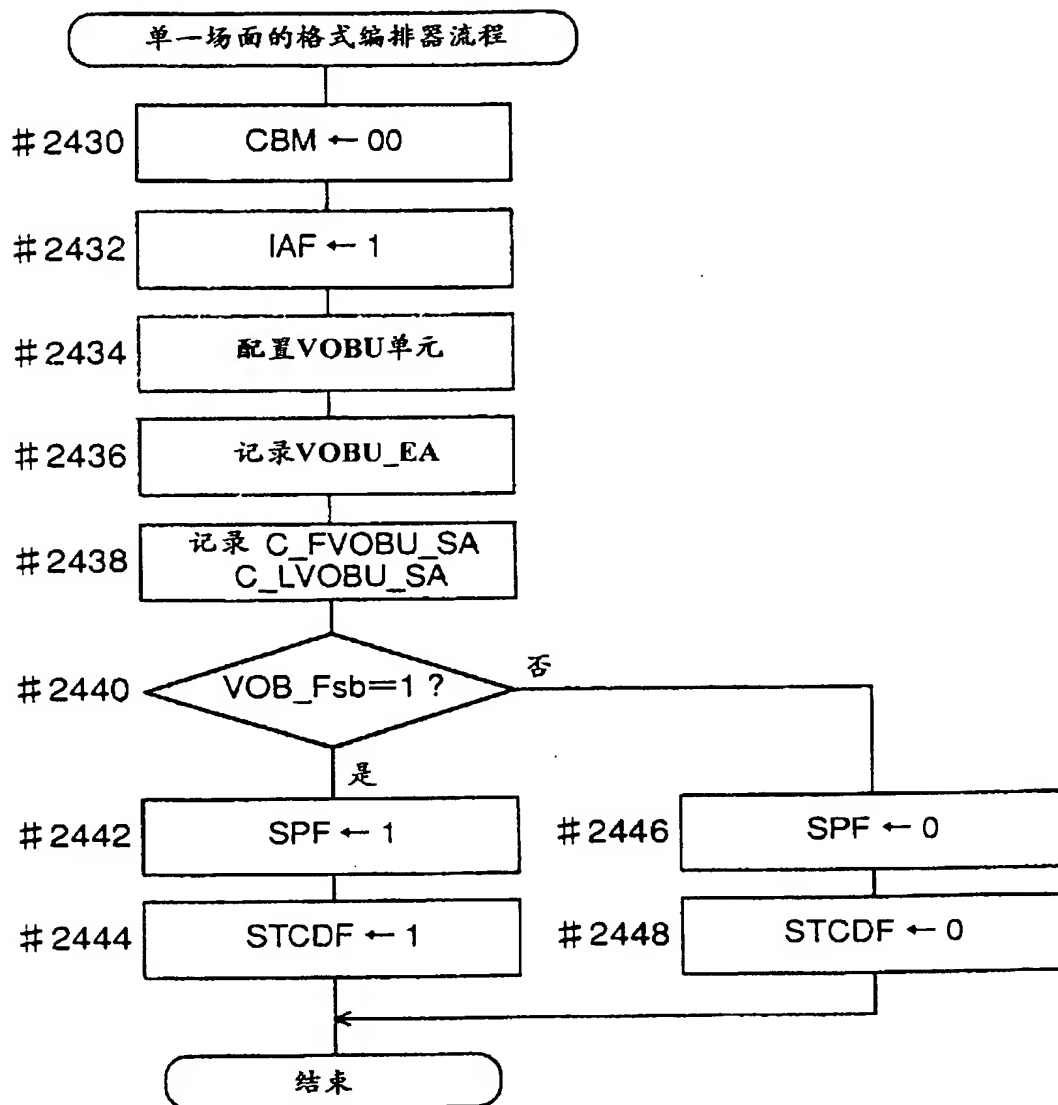 单一场面的格式编排器流程
#2430
CBM ← 00
#2432
IAF ← 1
#2434
配置VOBU单元
#2436
记录VOBU_EA
#2438
记录 C_FVOBU_SA
C_LVOBU_SA
#2440
VOB_Fsb=1 ?
否
是
#2442
SPF ← 1
#2446
SPF ← 0
#2444
STCDF ← 1
#2448
STCDF ← 0
结束